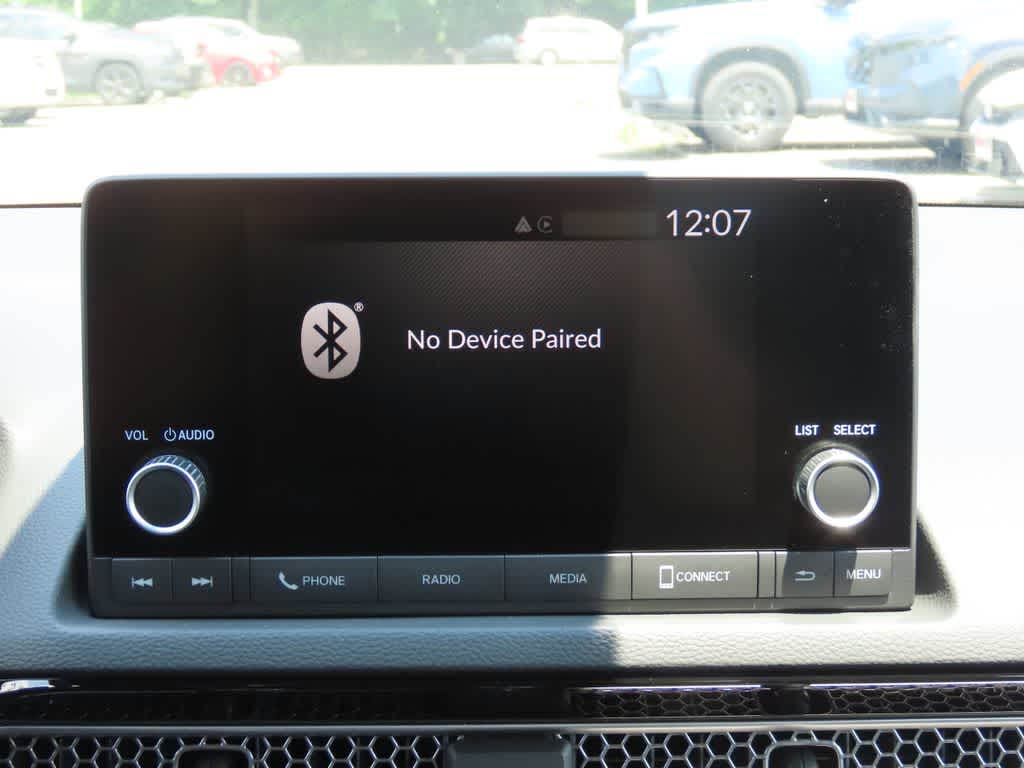 12:07
®
No Device Paired
VOL AUDIO
LIST SELECT
PHONE RADIO MEDIA CONNECT MENU